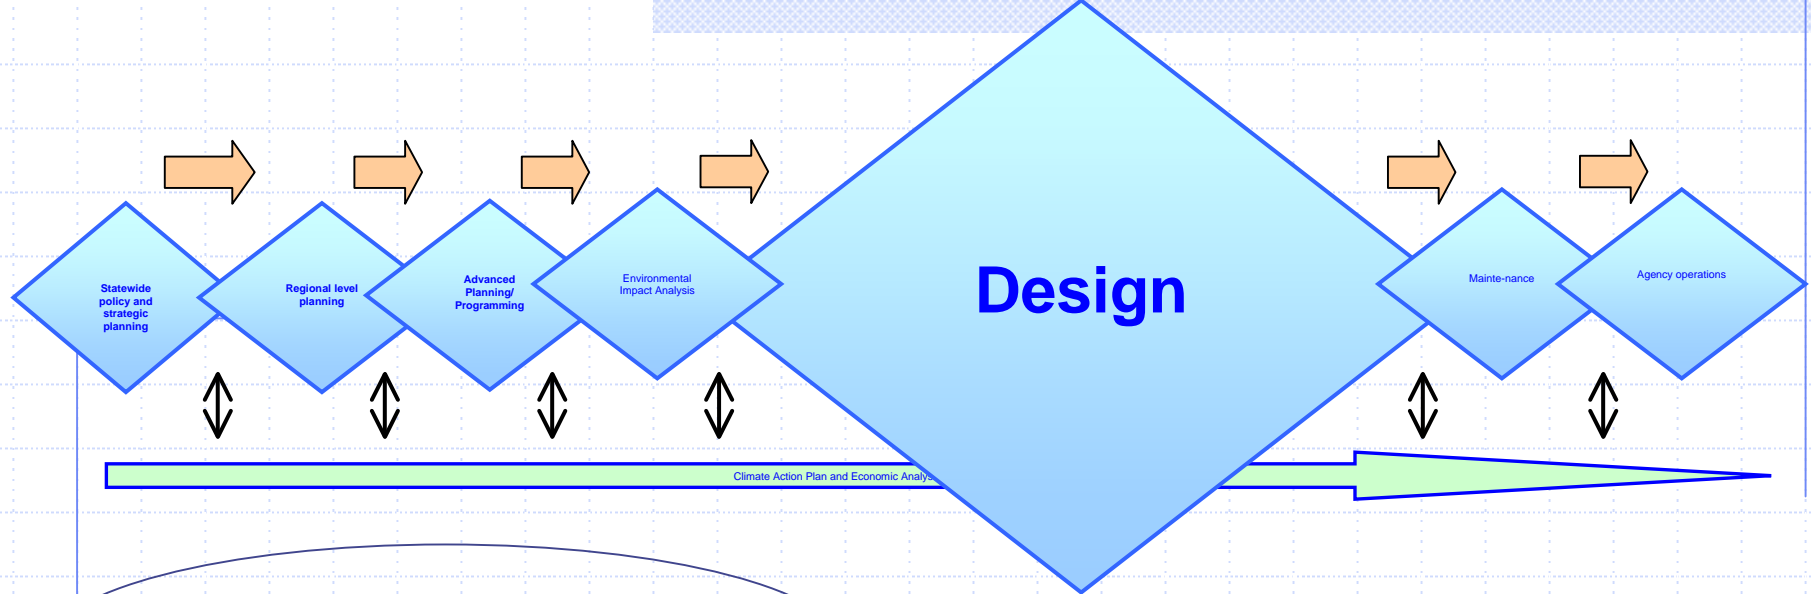 Statewide
policy and
strategic
planning
Regional level
planning
Advanced
Planning/
Programming
Environmental
Impact Analysis
Design
Mainte-nance
Agency operations
Climate Action Plan and Economic Analys